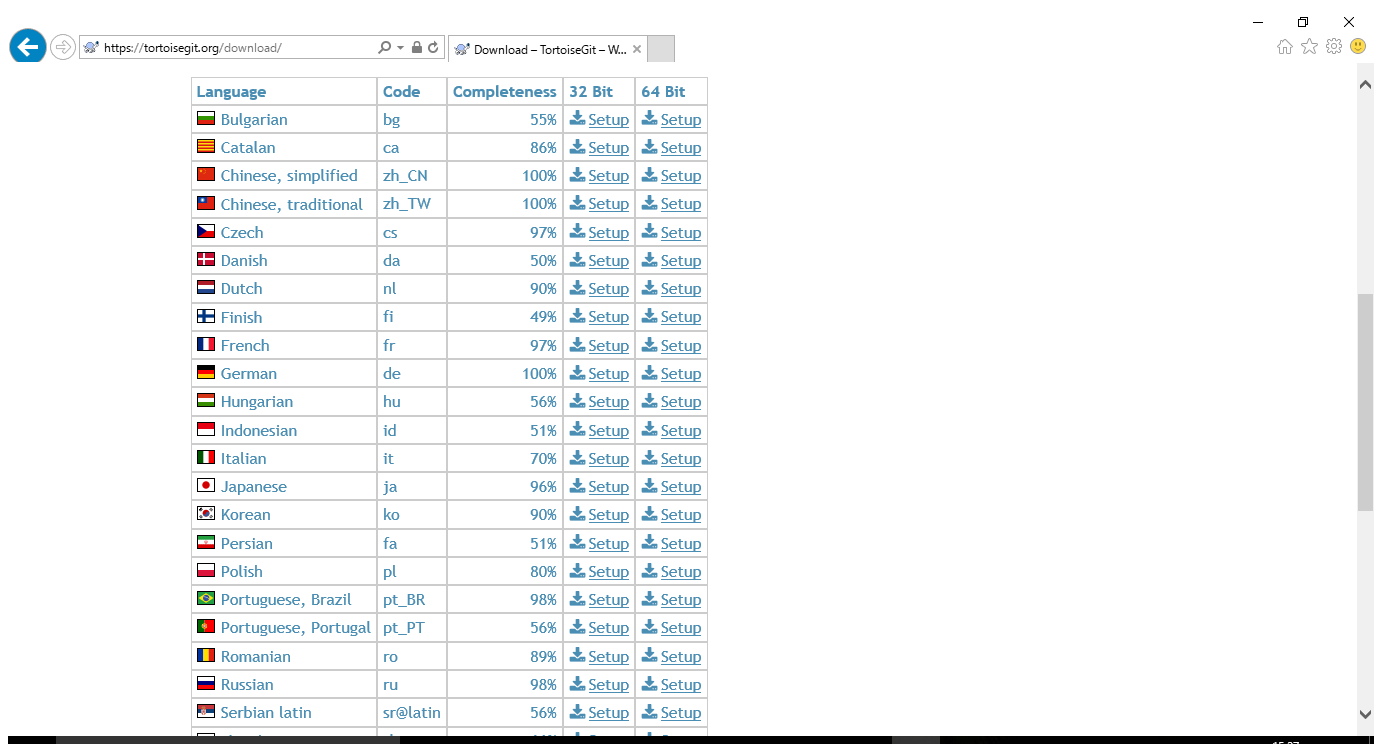 https://tortoisegit.org/download/
Download – TortoiseGit – W...
Language Code Completeness 32 Bit 64 Bit
Bulgarian bg 55% Setup Setup
Catalan ca 86% Setup Setup
Chinese, simplified zh_CN 100% Setup Setup
Chinese, traditional zh_TW 100% Setup Setup
Czech cs 97% Setup Setup
Danish da 50% Setup Setup
Dutch nl 90% Setup Setup
Finish fi 49% Setup Setup
French fr 97% Setup Setup
German de 100% Setup Setup
Hungarian hu 56% Setup Setup
Indonesian id 51% Setup Setup
Italian it 70% Setup Setup
Japanese ja 96% Setup Setup
Korean ko 90% Setup Setup
Persian fa 51% Setup Setup
Polish pl 80% Setup Setup
Portuguese, Brazil pt_BR 98% Setup Setup
Portuguese, Portugal pt_PT 56% Setup Setup
Romanian ro 89% Setup Setup
Russian ru 98% Setup Setup
Serbian latin sr@latin 56% Setup Setup